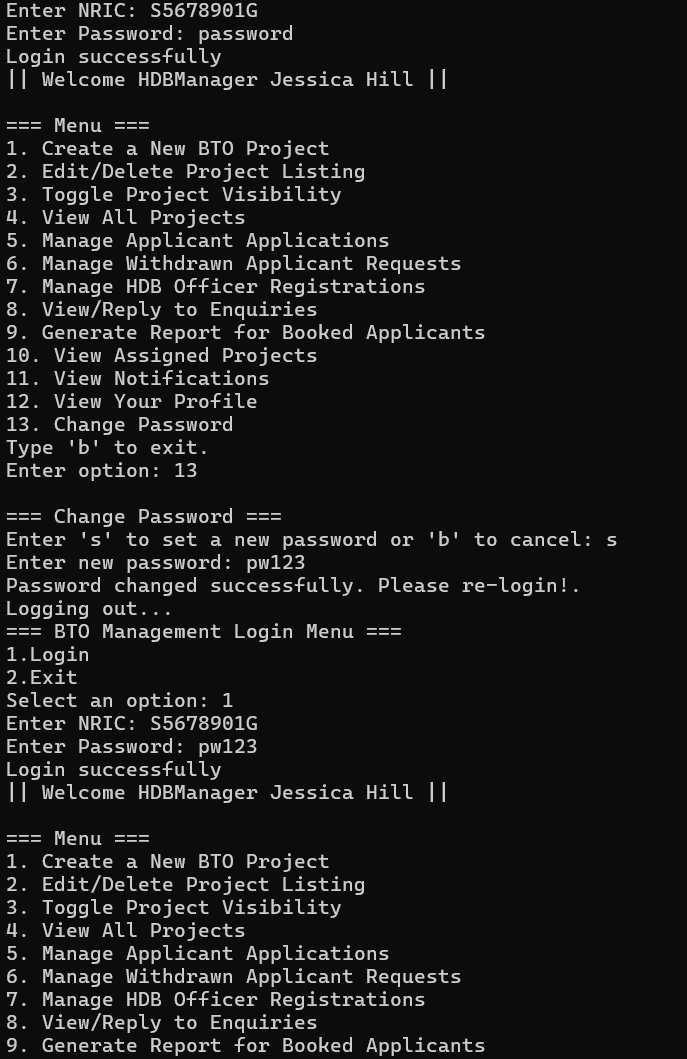 Enter NRIC: S5678901G
Enter Password: password
Login successfully
|| Welcome HDBManager Jessica Hill ||
=== Menu ===
1. Create a New BTO Project
2. Edit/Delete Project Listing
3. Toggle Project Visibility
4. View All Projects
5. Manage Applicant Applications
6. Manage Withdrawn Applicant Requests
7. Manage HDB Officer Registrations
8. View/Reply to Enquiries
9. Generate Report for Booked Applicants
10. View Assigned Projects
11. View Notifications
12. View Your Profile
13. Change Password
Type 'b' to exit.
Enter option: 13
=== Change Password ===
Enter 's' to set a new password or 'b' to cancel: s
Enter new password: pw123
Password changed successfully. Please re-login!.
Logging out...
=== BTO Management Login Menu ===
1.Login
2.Exit
Select an option: 1
Enter NRIC: S5678901G
Enter Password: pw123
Login successfully
|| Welcome HDBManager Jessica Hill ||
=== Menu ===
1. Create a New BTO Project
2. Edit/Delete Project Listing
3. Toggle Project Visibility
4. View All Projects
5. Manage Applicant Applications
6. Manage Withdrawn Applicant Requests
7. Manage HDB Officer Registrations
8. View/Reply to Enquiries
9. Generate Report for Booked Applicants